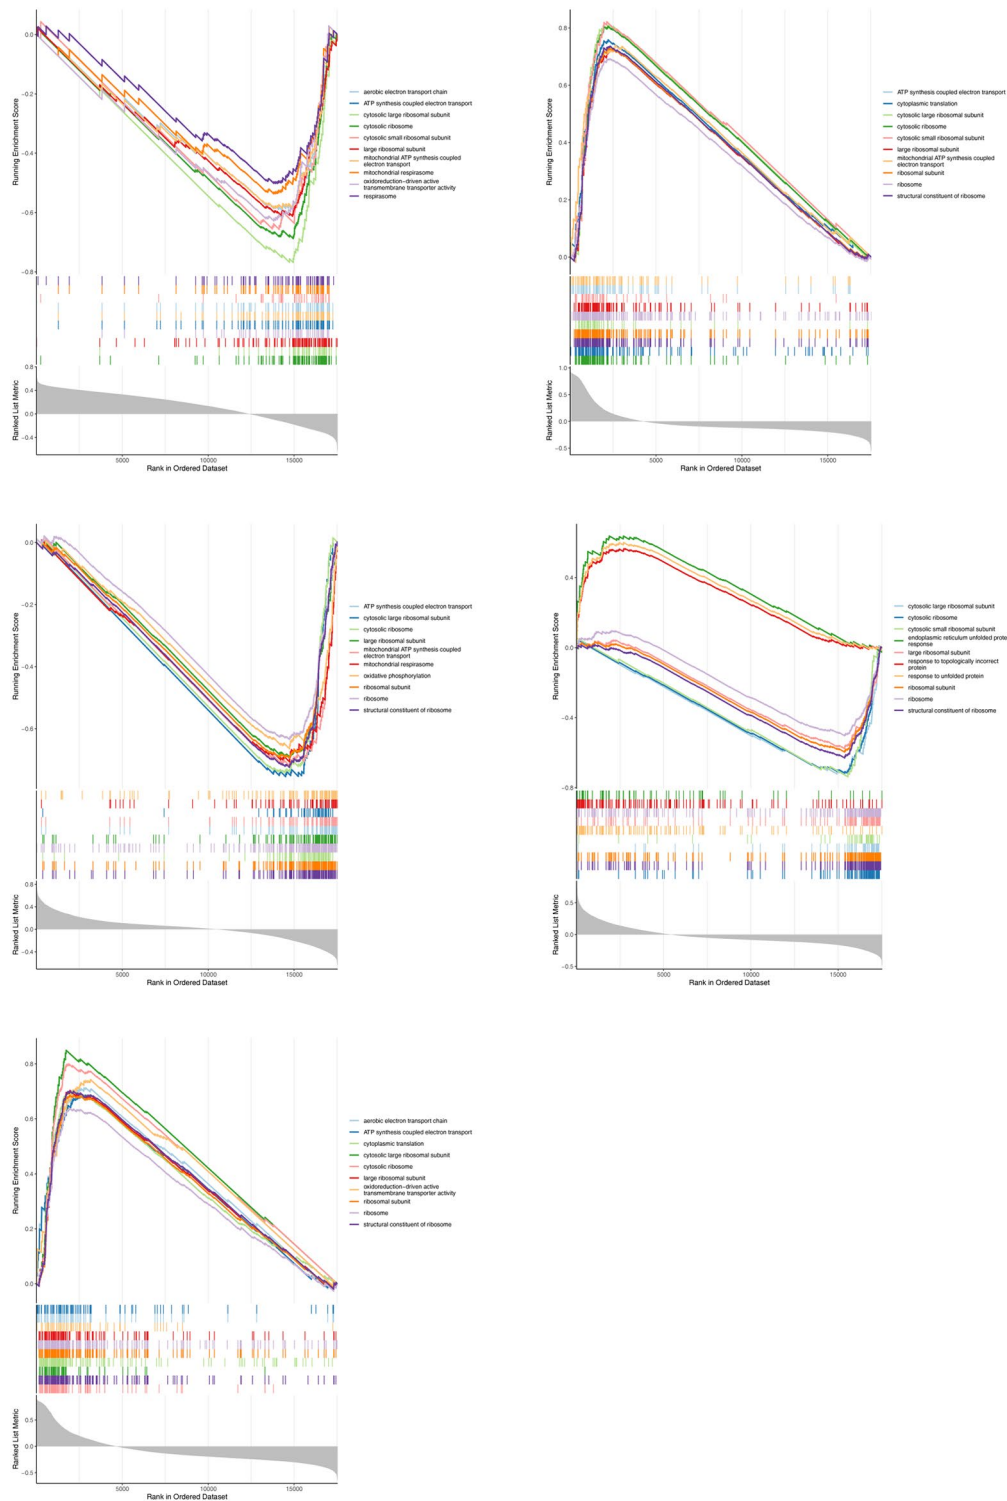 0.0
−0.2
−0.4
−0.6
−0.8
Running Enrichment Score
aerobic electron transport chain
ATP synthesis coupled electron transport
cytosolic large ribosomal subunit
cytosolic ribosome
cytosolic small ribosomal subunit
large ribosomal subunit
mitochondrial ATP synthesis coupled
electron transport
mitochondrial respirasome
oxidoreduction−driven active
transmembrane transporter activity
respirasome
0.8
0.4
0.0
−0.4
Ranked List Metric
5000
10000
15000
Rank in Ordered Dataset
0.8
0.6
0.4
0.2
0.0
Running Enrichment Score
ATP synthesis coupled electron transport
cytoplasmic translation
cytosolic large ribosomal subunit
cytosolic ribosome
cytosolic small ribosomal subunit
large ribosomal subunit
mitochondrial ATP synthesis coupled
electron transport
ribosomal subunit
ribosome
structural constituent of ribosome
1.0
0.5
0.0
−0.5
Ranked List Metric
5000
10000
15000
Rank in Ordered Dataset
0.0
−0.2
−0.4
−0.6
Running Enrichment Score
ATP synthesis coupled electron transport
cytosolic large ribosomal subunit
cytosolic ribosome
large ribosomal subunit
mitochondrial ATP synthesis coupled
electron transport
mitochondrial respirasome
oxidative phosphorylation
ribosomal subunit
ribosome
structural constituent of ribosome
0.8
0.4
0.0
−0.4
Ranked List Metric
5000
10000
15000
Rank in Ordered Dataset
0.4
0.0
−0.4
−0.8
Running Enrichment Score
cytosolic large ribosomal subunit
cytosolic ribosome
cytosolic small ribosomal subunit
endoplasmic reticulum unfolded prote
response
large ribosomal subunit
response to topologically incorrect
protein
response to unfolded protein
ribosomal subunit
ribosome
structural constituent of ribosome
0.5
0.0
−0.5
Ranked List Metric
5000
10000
15000
Rank in Ordered Dataset
0.8
0.6
0.4
0.2
0.0
Running Enrichment Score
aerobic electron transport chain
ATP synthesis coupled electron transport
cytoplasmic translation
cytosolic large ribosomal subunit
cytosolic ribosome
large ribosomal subunit
oxidoreduction−driven active
transmembrane transporter activity
ribosomal subunit
ribosome
structural constituent of ribosome
0.5
0.0
−0.5
Ranked List Metric
5000
10000
15000
Rank in Ordered Dataset